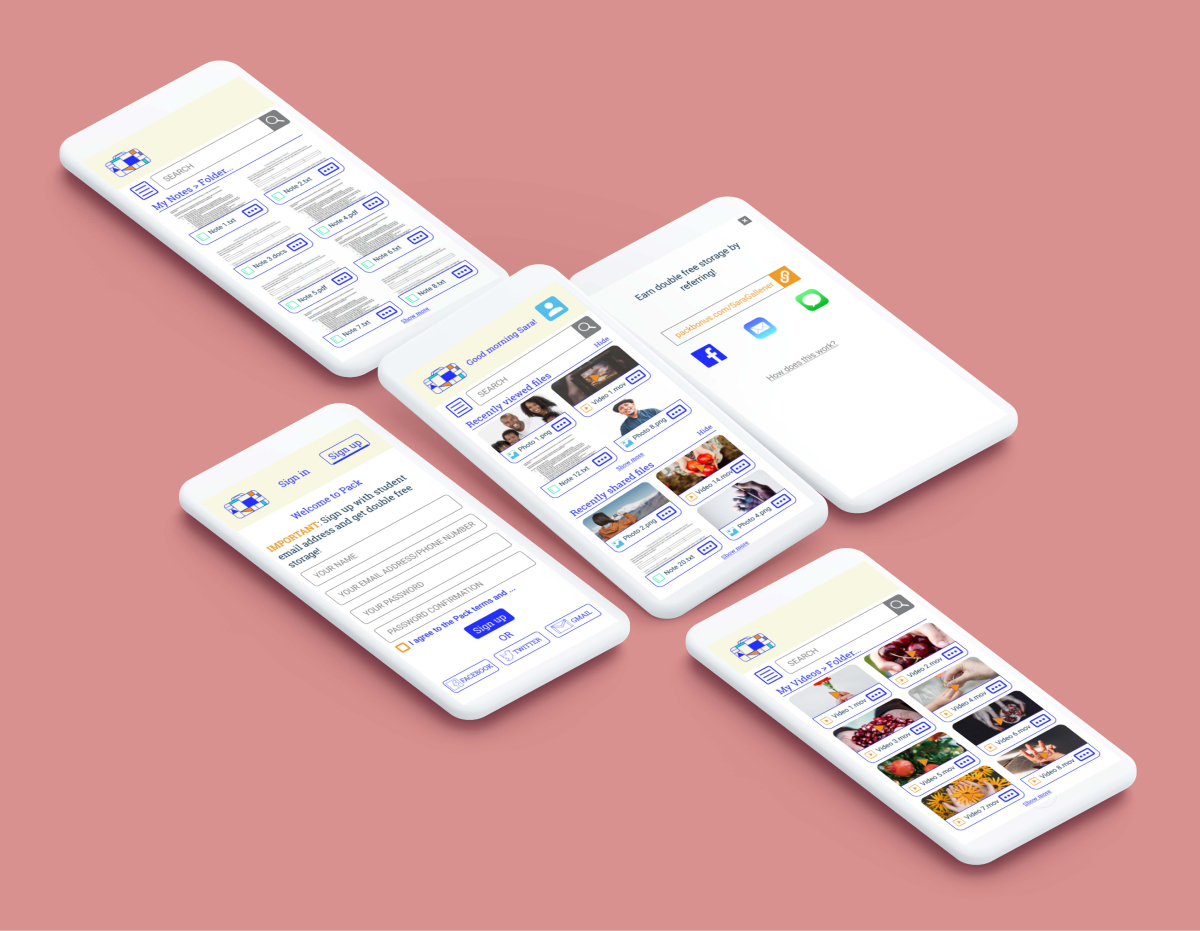 SEARCH
My Notes > Folder...
Note 1.txt
Note 2.txt
Note 3.docs
Note 4.pdf
Note 5.pdf
Note 6.txt
Note 7.txt
Note 8.txt
Show more
Earn double free storage by
referring!
packbonus.com/SaraGallener
How does this work?
Good morning Sara!
SEARCH
Hide
Recently viewed files
Photo 1.png
Video 1.mov
Note 12.txt
Photo 8.png
Show more
Hide
Recently shared files
Photo 2.png
Video 14.mov
Note 20.txt
Photo 4.png
Show more
Sign in
Sign up
Welcome to Pack
IMPORTANT: Sign up with student
email address and get double free
storage!
YOUR NAME
YOUR EMAIL ADDRESS/PHONE NUMBER
YOUR PASSWORD
PASSWORD CONFIRMATION
I agree to the Pack terms and ...
Sign up
OR
FACEBOOK
TWITTER
GMAIL
SEARCH
My Videos > Folder...
Video 1.mov
Video 2.mov
Video 3.mov
Video 4.mov
Video 5.mov
Video 6.mov
Video 7.mov
Video 8.mov
Show more